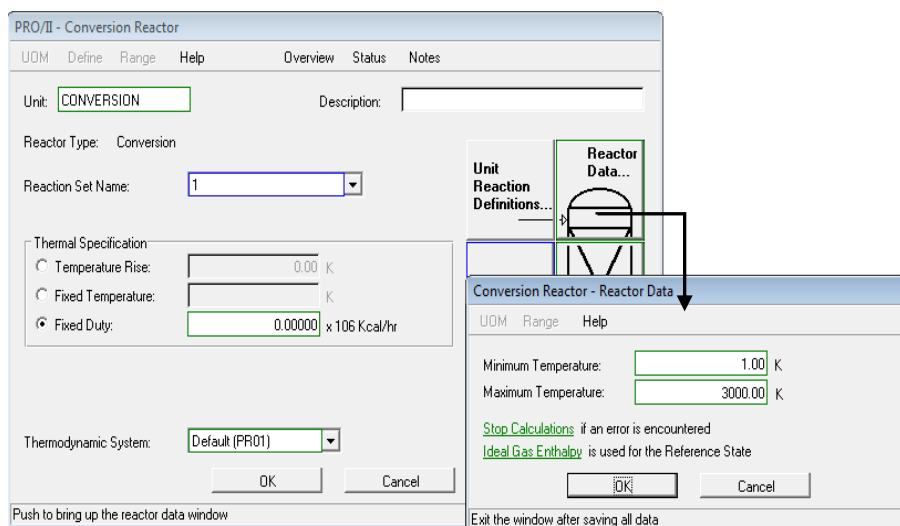 PRO/II - Conversion Reactor
UOM Define Range Help Overview Status Notes
Unit: CONVERSION Description:
Reactor Type: Conversion
Reaction Set Name: 1
Unit Reaction Definitions...
Reactor Data...
Thermal Specification
Temperature Rise: 0.00 K
Fixed Temperature: K
Fixed Duty: 0.00000 x 106 Kcal/hr
Thermodynamic System: Default (PR01)
OK Cancel
Push to bring up the reactor data window
Conversion Reactor - Reactor Data
UOM Range Help
Minimum Temperature: 1.00 K
Maximum Temperature: 3000.00 K
Stop Calculations if an error is encountered
Ideal Gas Enthalpy is used for the Reference State
OK Cancel
Exit the window after saving all data